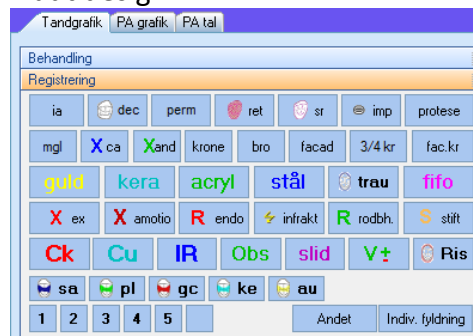 Tandgrafik PA grafik PA tal
Behandling
Registrering
ia dec perm ret sr imp protese
mgl X ca Xand krone bro facad 3/4 kr fac.kr
guld kera acryl stål trau fifo
X ex X amotio R endo infrakt R rodbh. S stift
Ck Cu IR Obs slid V± Ris
sa pl gc ke au
1 2 3 4 5 Andet Indiv. fyldning